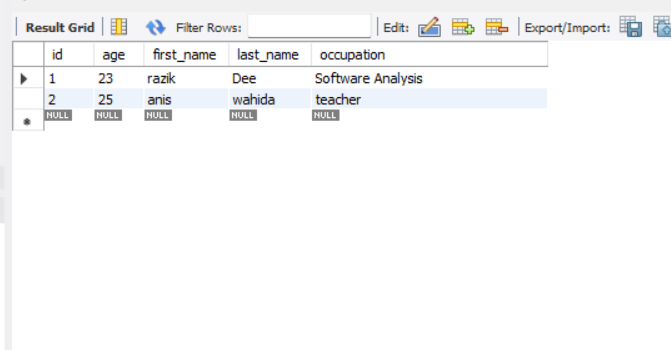 Result Grid Filter Rows: Edit: Export/Import:
id age first_name last_name occupation
1 23 razik Dee Software Analysis
2 25 anis wahida teacher
NULL NULL NULL NULL NULL